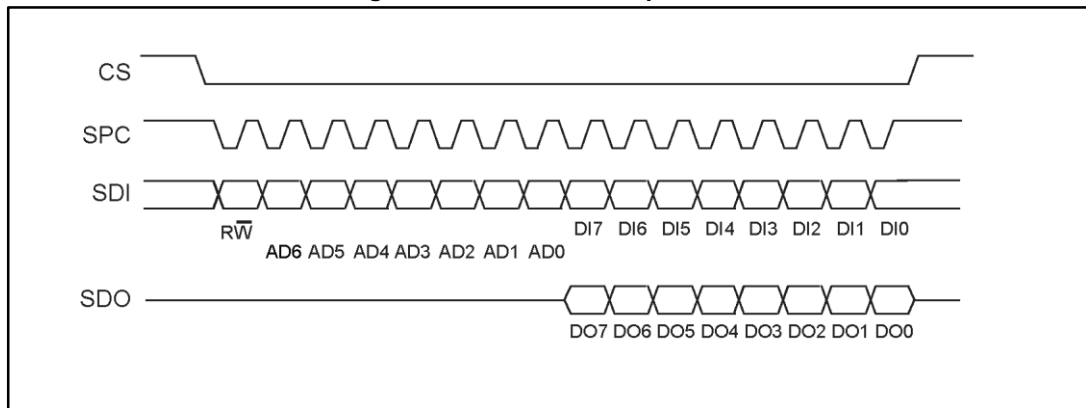 CS
SPC
SDI
RW̅
DI7 DI6 DI5 DI4 DI3 DI2 DI1 DI0
AD6 AD5 AD4 AD3 AD2 AD1 AD0
SDO
DO7 DO6 DO5 DO4 DO3 DO2 DO1 DO0